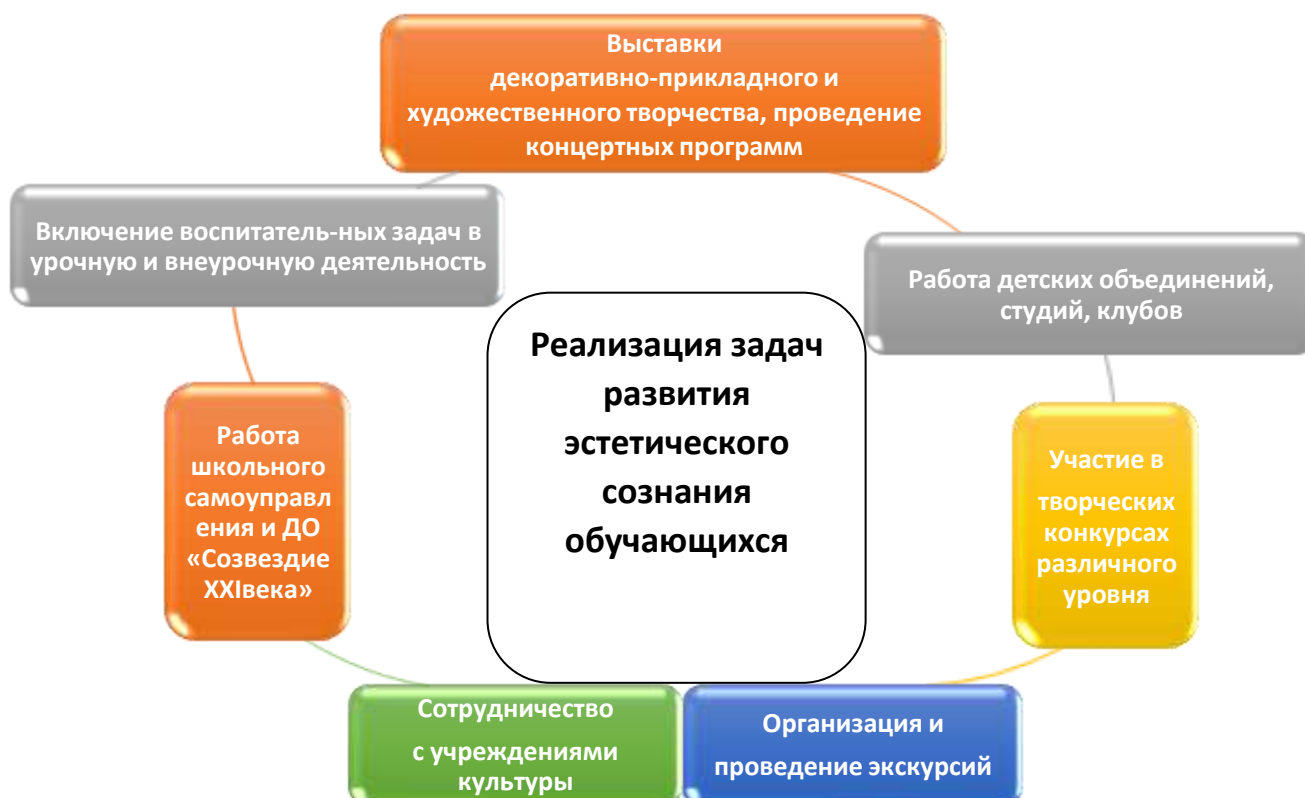 Выставки
декоративно-прикладного и
художественного творчества, проведение
концертных программ
Включение воспитатель-ных задач в
урочную и внеурочную деятельность
Работа детских объединений,
студий, клубов
Реализация задач
развития
эстетического
сознания
обучающихся
Работа
школьного
самоуправл
ения и ДО
«Созвездие
XXIвека»
Участие в
творческих
конкурсах
различного
уровня
Сотрудничество
с учреждениями
культуры
Организация и
проведение экскурсий